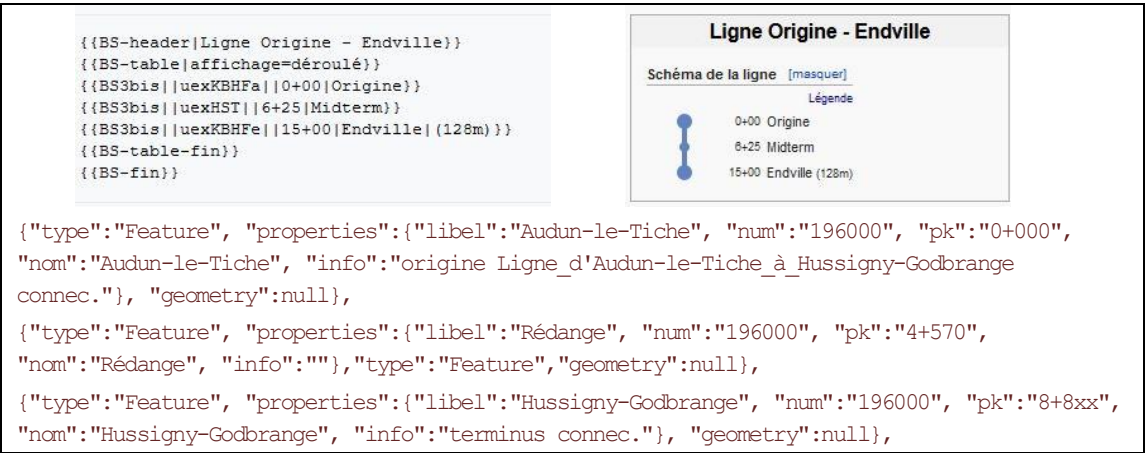 {{BS-header|Ligne Origine - Endville}}
{{BS-table|affichage=déroulé}}
{{BS3bis||uexKBHFa||0+00|Origine}}
{{BS3bis||uexHST||6+25|Midterm}}
{{BS3bis||uexKBHFe||15+00|Endville|(128m)}}
{{BS-table-fin}}
{{BS-fin}}
Ligne Origine - Endville
Schéma de la ligne [masquer]
Légende
0+00 Origine
6+25 Midterm
15+00 Endville (128m)
{"type":"Feature", "properties":{"libel":"Audun-le-Tiche", "num":"196000", "pk":"0+000",
"nom":"Audun-le-Tiche", "info":"origine Ligne_d'Audun-le-Tiche_à_Hussigny-Godbrange
connec."}, "geometry":null},
{"type":"Feature", "properties":{"libel":"Rédange", "num":"196000", "pk":"4+570",
"nom":"Rédange", "info":""},"type":"Feature","geometry":null},
{"type":"Feature", "properties":{"libel":"Hussigny-Godbrange", "num":"196000", "pk":"8+8xx",
"nom":"Hussigny-Godbrange", "info":"terminus connec."}, "geometry":null},